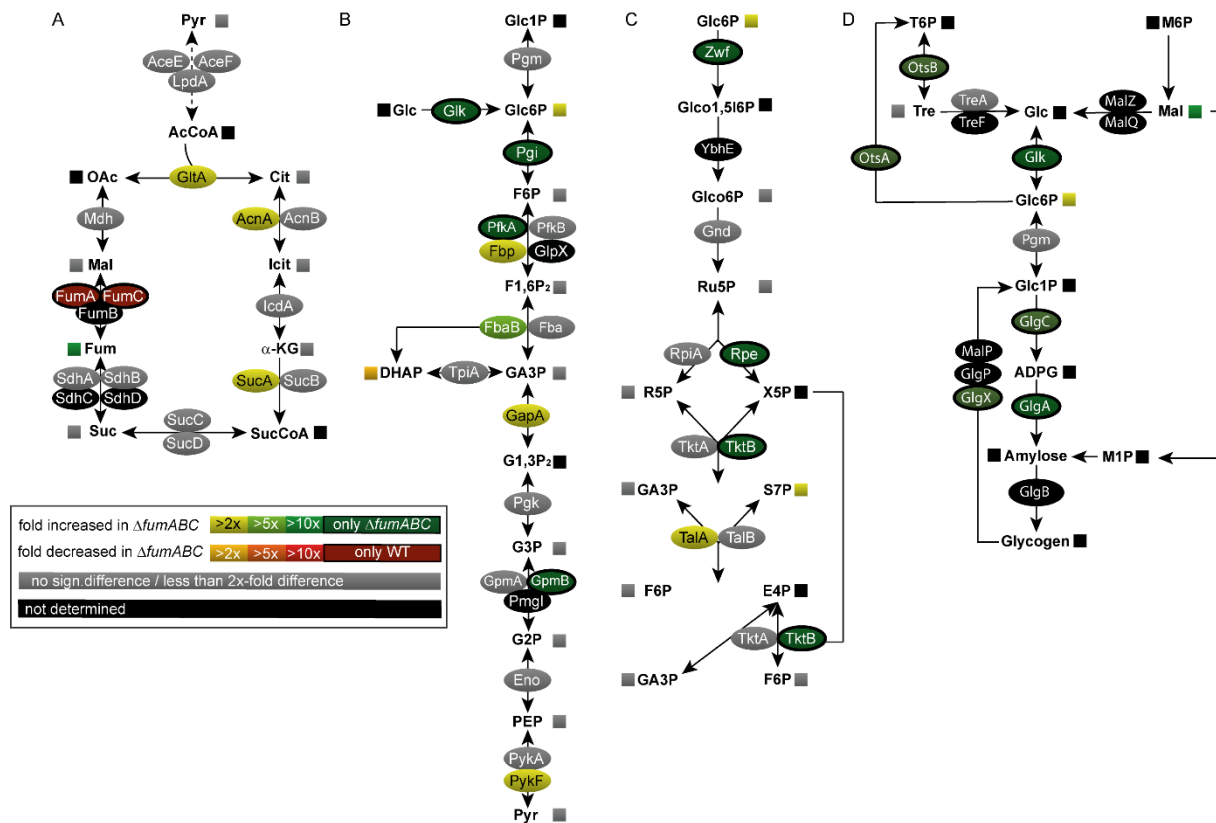 A
Pyr
AceE AceF
LpdA
AcCoA
OAc GltA Cit
Mdh AcnA AcnB
Mal Icit
FumA FumC
FumB
IcdA
Fum α-KG
SdhA SdhB
SdhC SdhD
SucA SucB
Suc SucC SucCoA
SucD
fold increased in ΔfumABC >2x >5x >10x only ΔfumABC
fold decreased in ΔfumABC >2x >5x >10x only WT
no sign.difference / less than 2x-fold difference
not determined
B
Glc1P
Pgm
Glc Glk Glc6P
Pgi
F6P
PfkA PfkB
Fbp GlpX
F1,6P₂
FbaB Fba
DHAP TpiA GA3P
GapA
G1,3P₂
Pgk
G3P
GpmA GpmB
PmgI
G2P
Eno
PEP
PykA
PykF
Pyr
C
Glc6P
Zwf
Glco1,5l6P
YbhE
Glco6P
Gnd
Ru5P
RpiA Rpe
R5P X5P
TktA TktB
GA3P S7P
TalA TalB
F6P E4P
TktA TktB
GA3P F6P
D
T6P M6P
OtsB
Tre TreA Glc MalZ Mal
TreF MalQ
OtsA Glk
Glc6P
Pgm
Glc1P
GlgC
MalP
GlgP ADPG
GlgX GlgA
Amylose M1P
GlgB
Glycogen